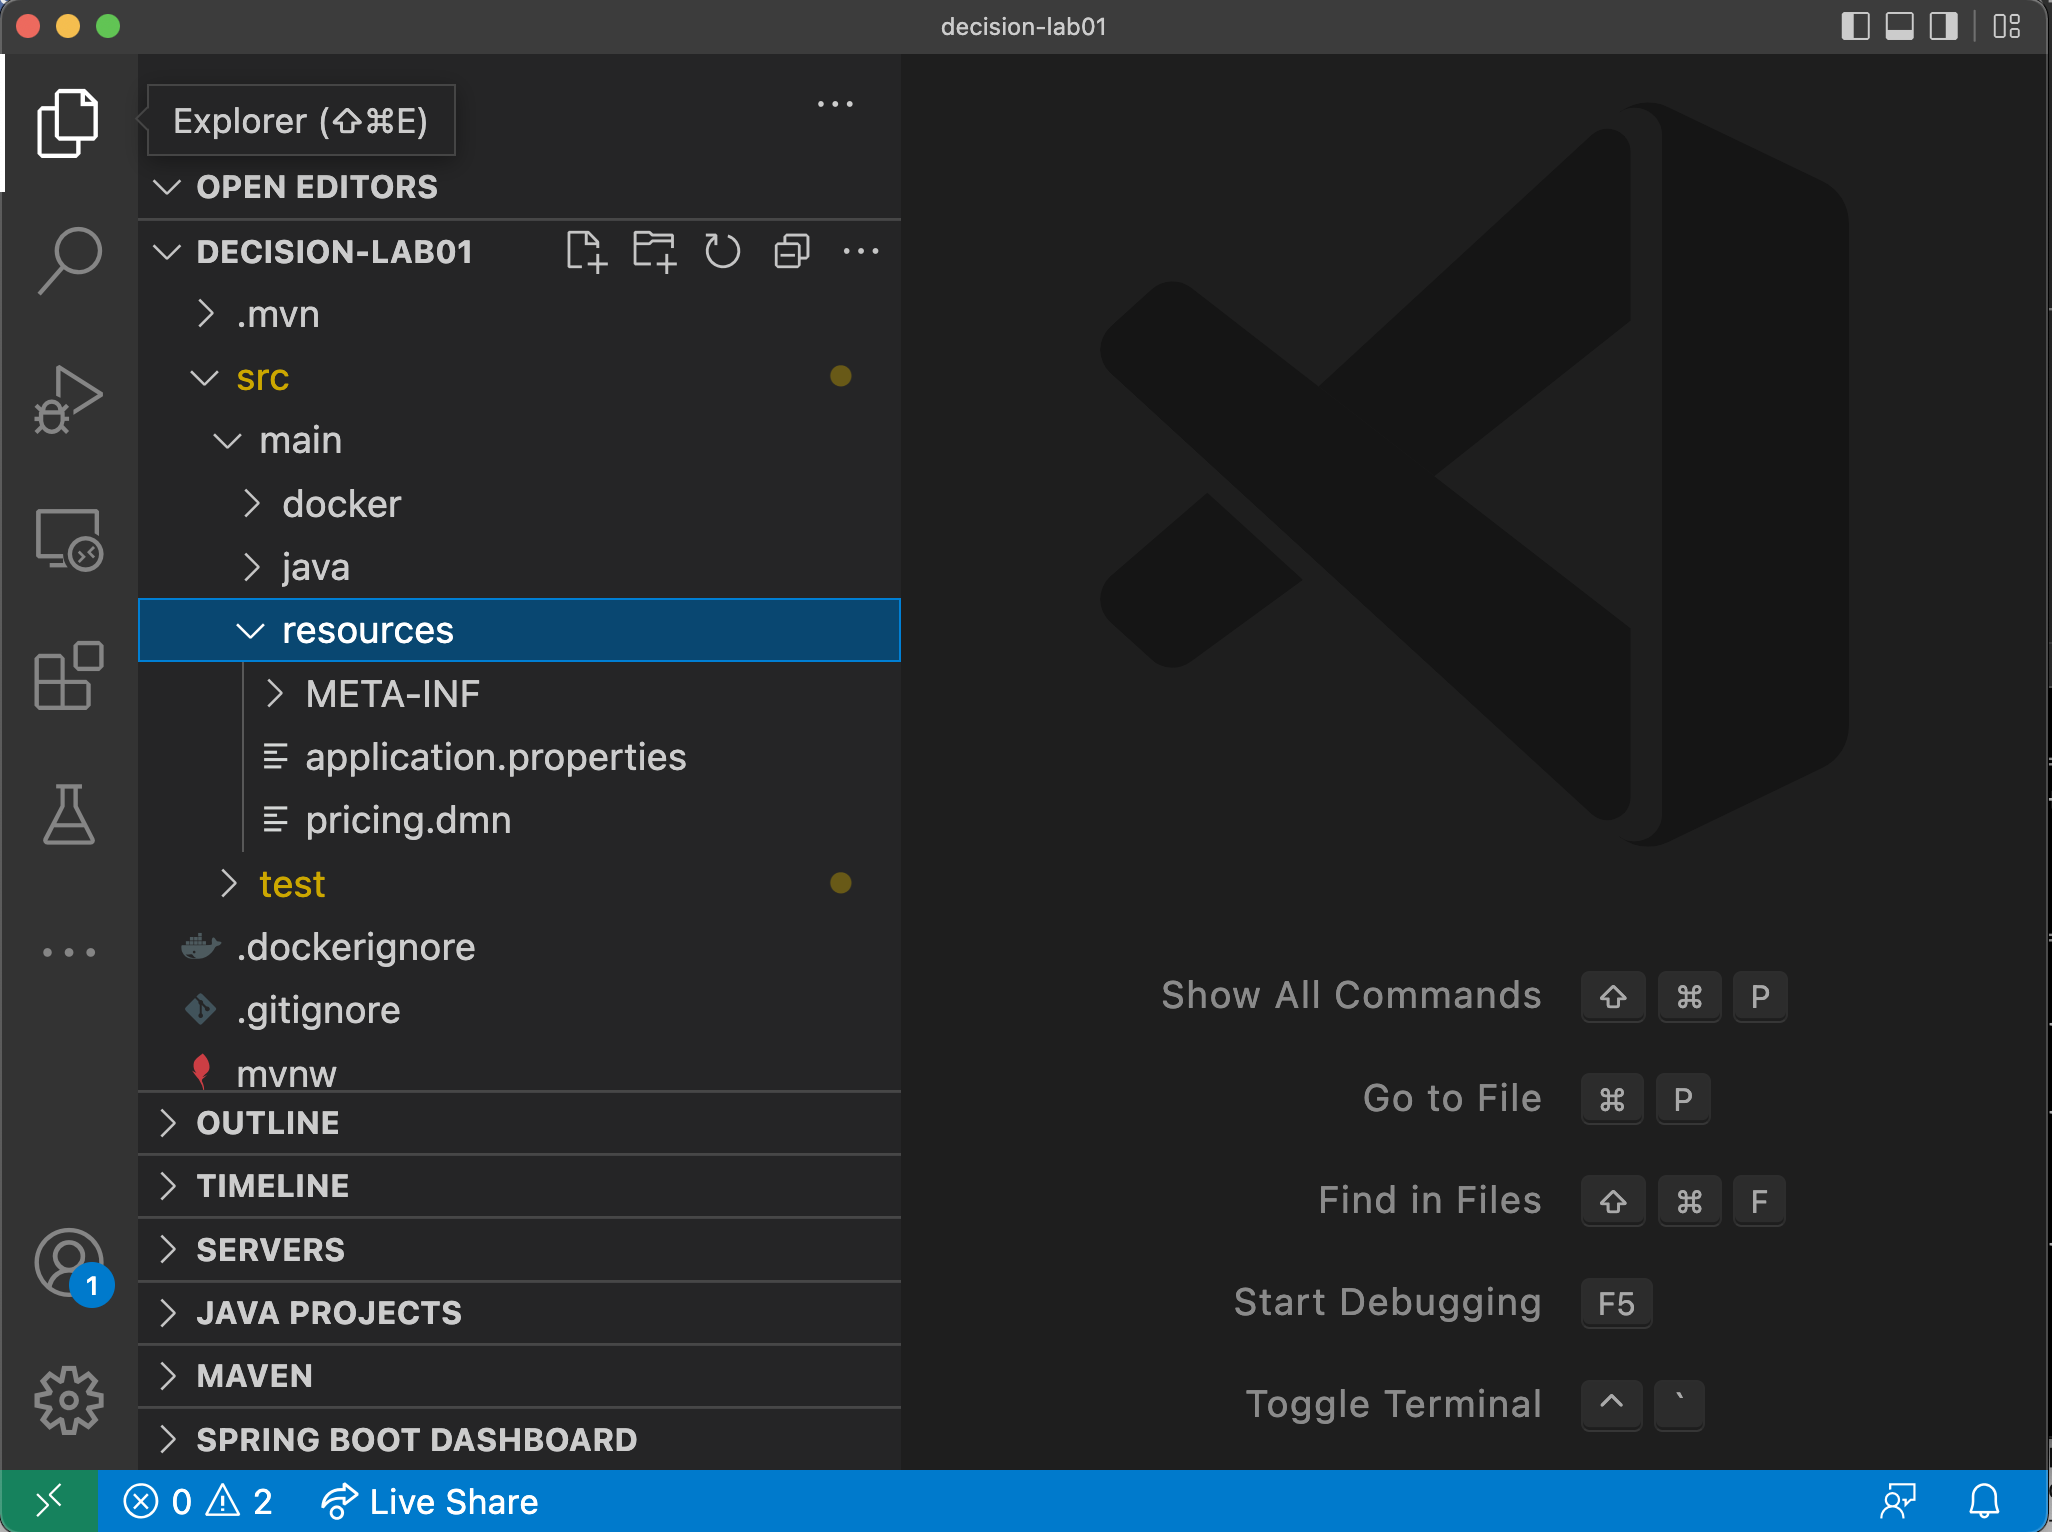 decision-lab01
Explorer (⇧⌘E)
OPEN EDITORS
DECISION-LAB01
.mvn
src
main
docker
java
resources
META-INF
application.properties
pricing.dmn
test
.dockerignore
.gitignore
mvnw
OUTLINE
TIMELINE
SERVERS
JAVA PROJECTS
MAVEN
SPRING BOOT DASHBOARD
Show All Commands ⇧ ⌘ P
Go to File ⌘ P
Find in Files ⇧ ⌘ F
Start Debugging F5
Toggle Terminal ^ `
1
0 2 Live Share